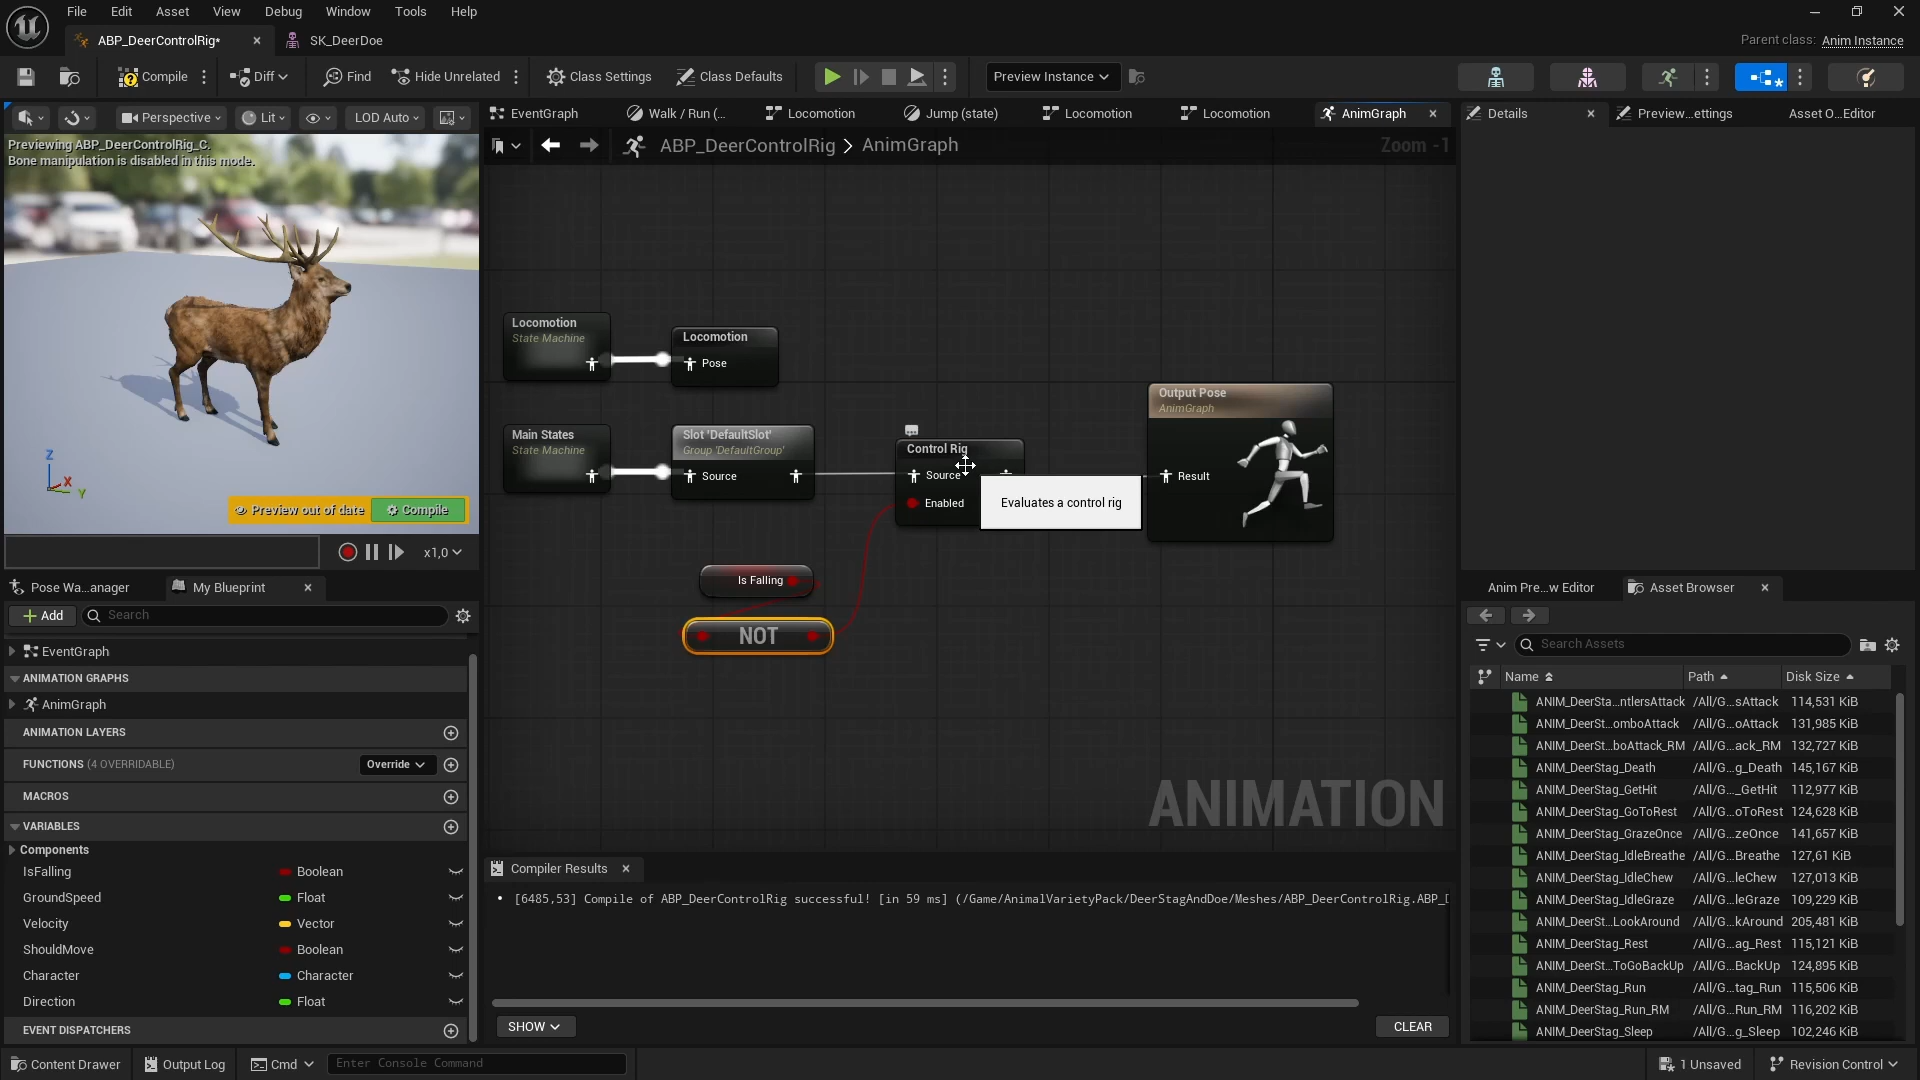 File Edit Asset View Debug Window Tools Help
ABP_DeerControlRig* SK_DeerDoe
Parent class: Anim Instance
Compile Diff Find Hide Unrelated Class Settings Class Defaults Preview Instance
Perspective Lit LOD Auto
Previewing ABP_DeerControlRig_C.
Bone manipulation is disabled in this mode.
Z
X
Y
Preview out of date Compile
x1,0
EventGraph Walk / Run (... Locomotion Jump (state) Locomotion Locomotion AnimGraph
ABP_DeerControlRig > AnimGraph
Zoom -1
Locomotion
State Machine
Locomotion
Pose
Main States
State Machine
Slot 'DefaultSlot'
Group 'DefaultGroup'
Source
Control Rig
Source
Enabled
Evaluates a control rig
Output Pose
AnimGraph
Result
Is Falling
NOT
ANIMATION
Pose Wa...anager My Blueprint
Add Search
EventGraph
ANIMATION GRAPHS
AnimGraph
ANIMATION LAYERS
FUNCTIONS (4 OVERRIDABLE) Override
MACROS
VARIABLES
Components
IsFalling Boolean
GroundSpeed Float
Velocity Vector
ShouldMove Boolean
Character Character
Direction Float
EVENT DISPATCHERS
Compiler Results
[6485,53] Compile of ABP_DeerControlRig successful! [in 59 ms] (/Game/AnimalVarietyPack/DeerStagAndDoe/Meshes/ABP_DeerControlRig.ABP_D
SHOW CLEAR
Details Preview...ettings Asset O...Editor
Anim Pre...w Editor Asset Browser
Search Assets
Name Path Disk Size
ANIM_DeerSta...ntlersAttack /All/G...sAttack 114,531 KiB
ANIM_DeerSt...omboAttack /All/G...oAttack 131,985 KiB
ANIM_DeerSt...boAttack_RM /All/G...ack_RM 132,727 KiB
ANIM_DeerStag_Death /All/G...g_Death 145,167 KiB
ANIM_DeerStag_GetHit /All/G..._GetHit 112,977 KiB
ANIM_DeerStag_GoToRest /All/G...oToRest 124,628 KiB
ANIM_DeerStag_GrazeOnce /All/G...zeOnce 141,657 KiB
ANIM_DeerStag_IdleBreathe /All/G...Breathe 127,61 KiB
ANIM_DeerStag_IdleChew /All/G...leChew 127,013 KiB
ANIM_DeerStag_IdleGraze /All/G...leGraze 109,229 KiB
ANIM_DeerSt...LookAround /All/G...kAround 205,481 KiB
ANIM_DeerStag_Rest /All/G...ag_Rest 115,121 KiB
ANIM_DeerSt...ToGoBackUp /All/G...BackUp 124,895 KiB
ANIM_DeerStag_Run /All/G...tag_Run 115,506 KiB
ANIM_DeerStag_Run_RM /All/G...Run_RM 116,202 KiB
ANIM_DeerStag_Sleep /All/G...g_Sleep 102,246 KiB
Content Drawer Output Log Cmd Enter Console Command 1 Unsaved Revision Control